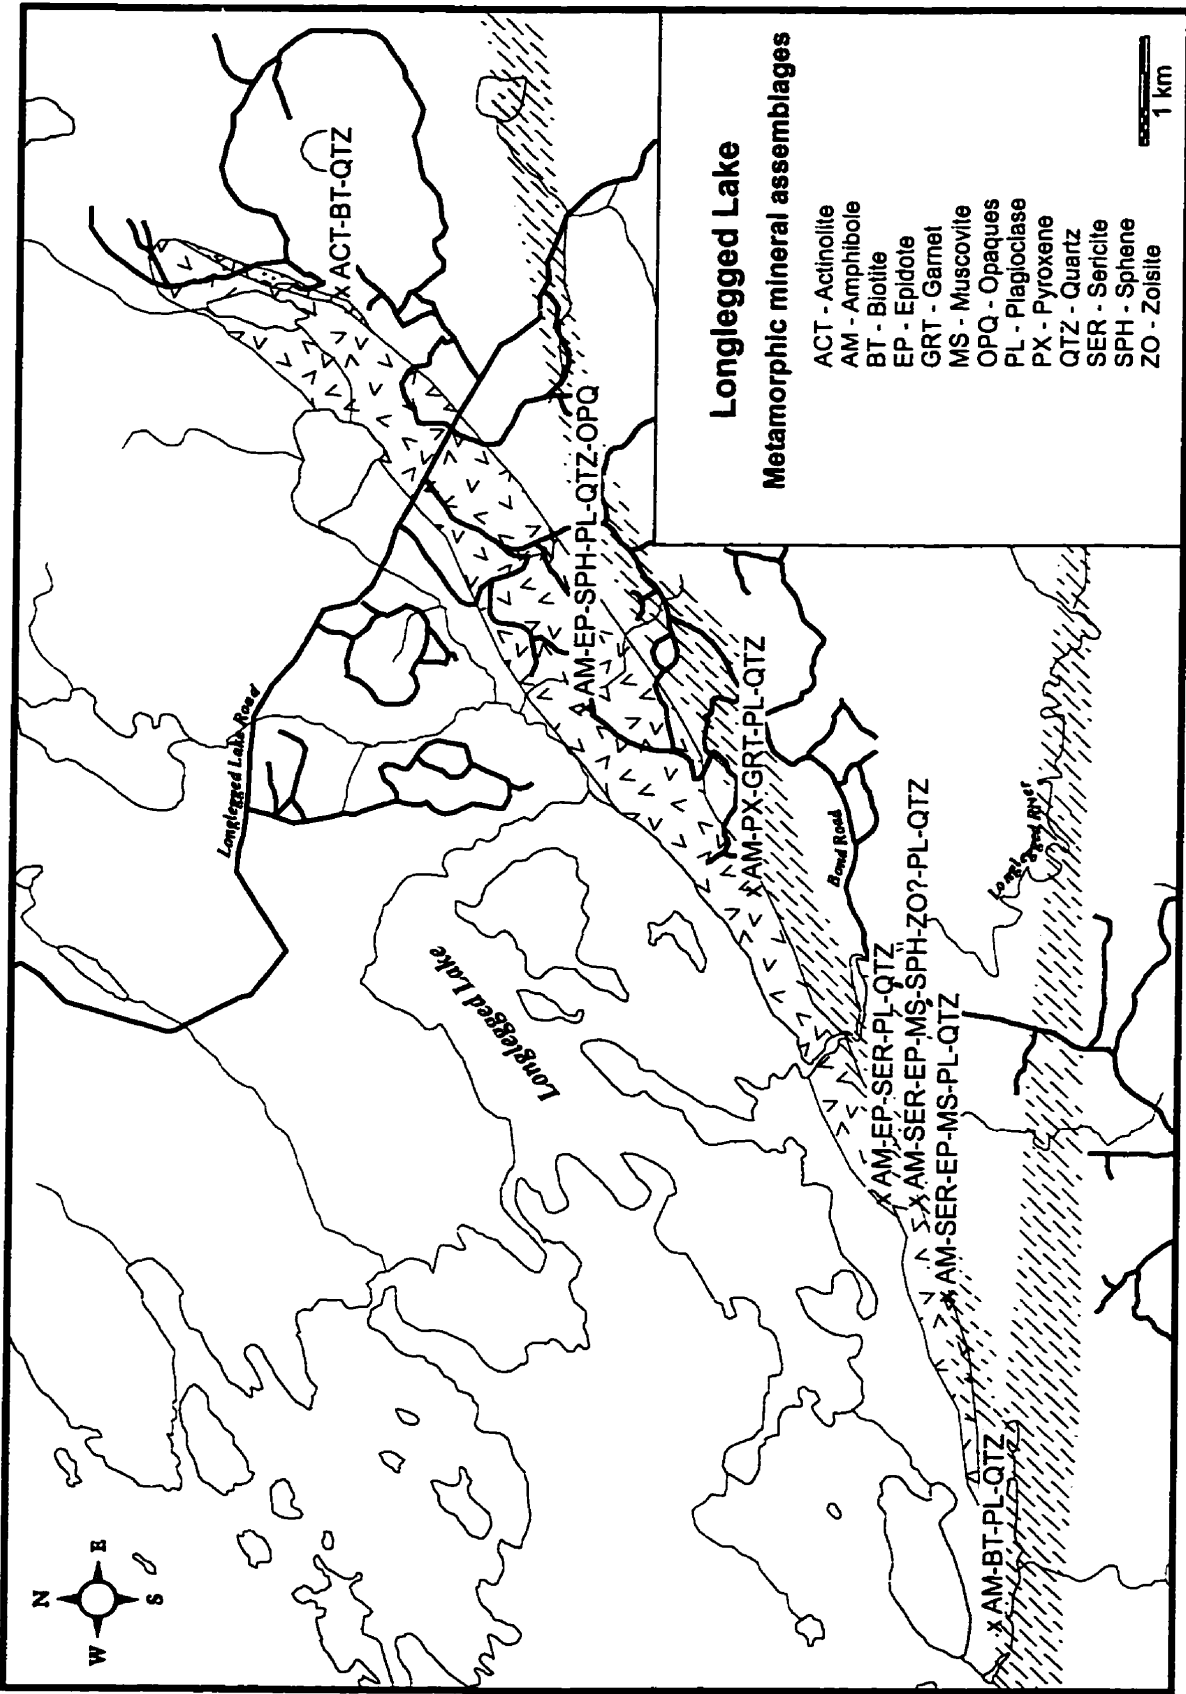 N
W
E
S
Longlegged Lake Road
Longlegged Lake
ACT-BT-QTZ
AM-EP-SPH-PL-QTZ-OPQ
AM-PX-GRT-PL-QTZ
Bond Road
AM-EP-SER-PL-QTZ
AM-SER-EP-MS-SPH-ZO?-PL-QTZ
AM-SER-EP-MS-PL-QTZ
AM-BT-PL-QTZ
Longlegged River
Longlegged Lake
Metamorphic mineral assemblages
ACT - Actinolite
AM - Amphibole
BT - Biotite
EP - Epidote
GRT - Garnet
MS - Muscovite
OPQ - Opaques
PL - Plagioclase
PX - Pyroxene
QTZ - Quartz
SER - Sericite
SPH - Sphene
ZO - Zoisite
1 km